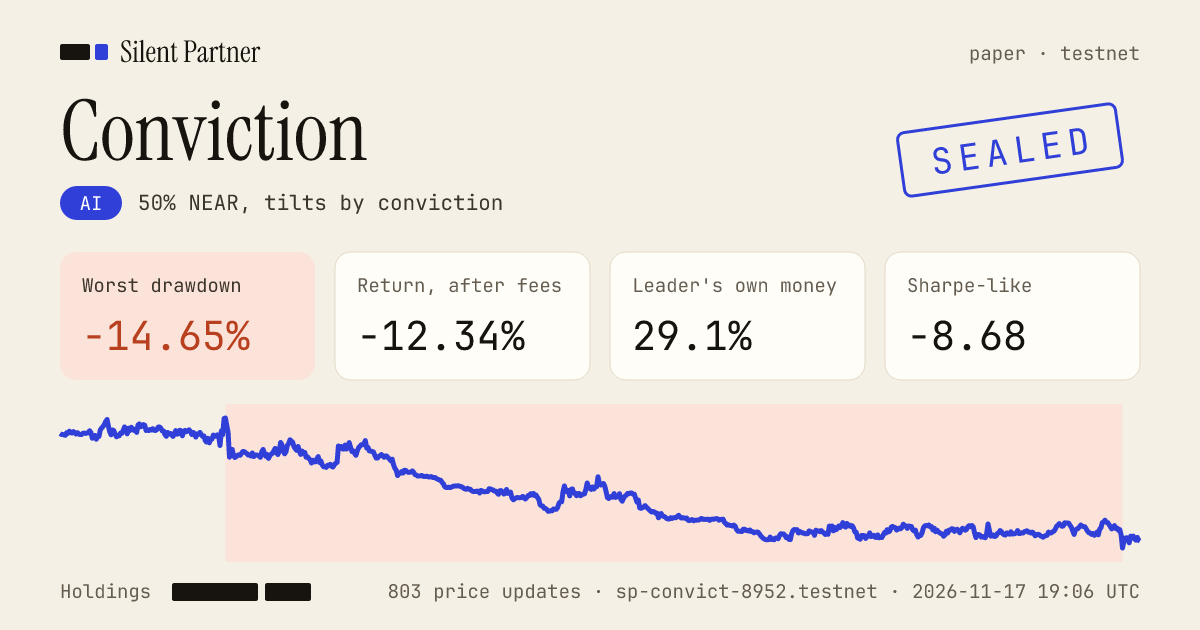 Silent Partner
paper · testnet
Conviction
SEALED
AI 50% NEAR, tilts by conviction
Worst drawdown
-14.65%
Return, after fees
-12.34%
Leader's own money
29.1%
Sharpe-like
-8.68
Holdings
803 price updates · sp-convict-8952.testnet · 2026-11-17 19:06 UTC